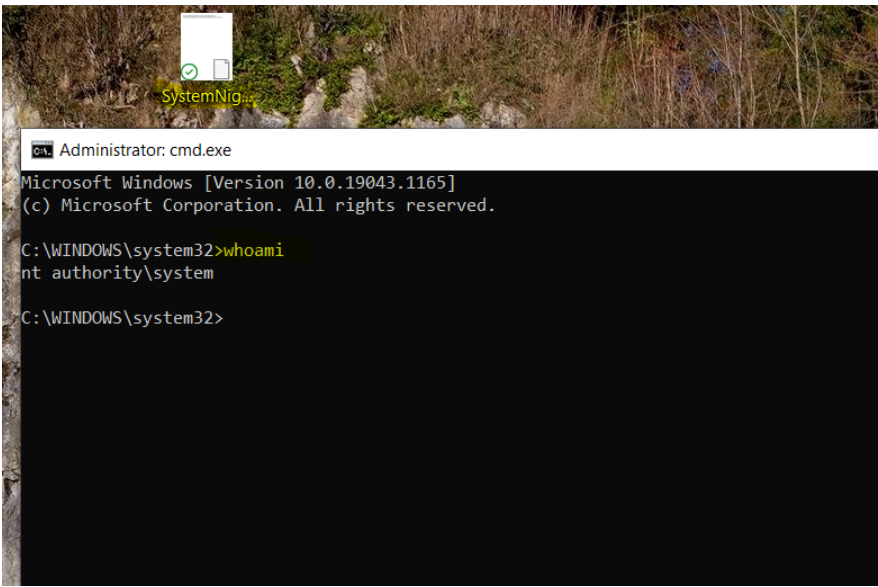 SystemNig...
Administrator: cmd.exe
Microsoft Windows [Version 10.0.19043.1165]
(c) Microsoft Corporation. All rights reserved.
C:\WINDOWS\system32>whoami
nt authority\system
C:\WINDOWS\system32>